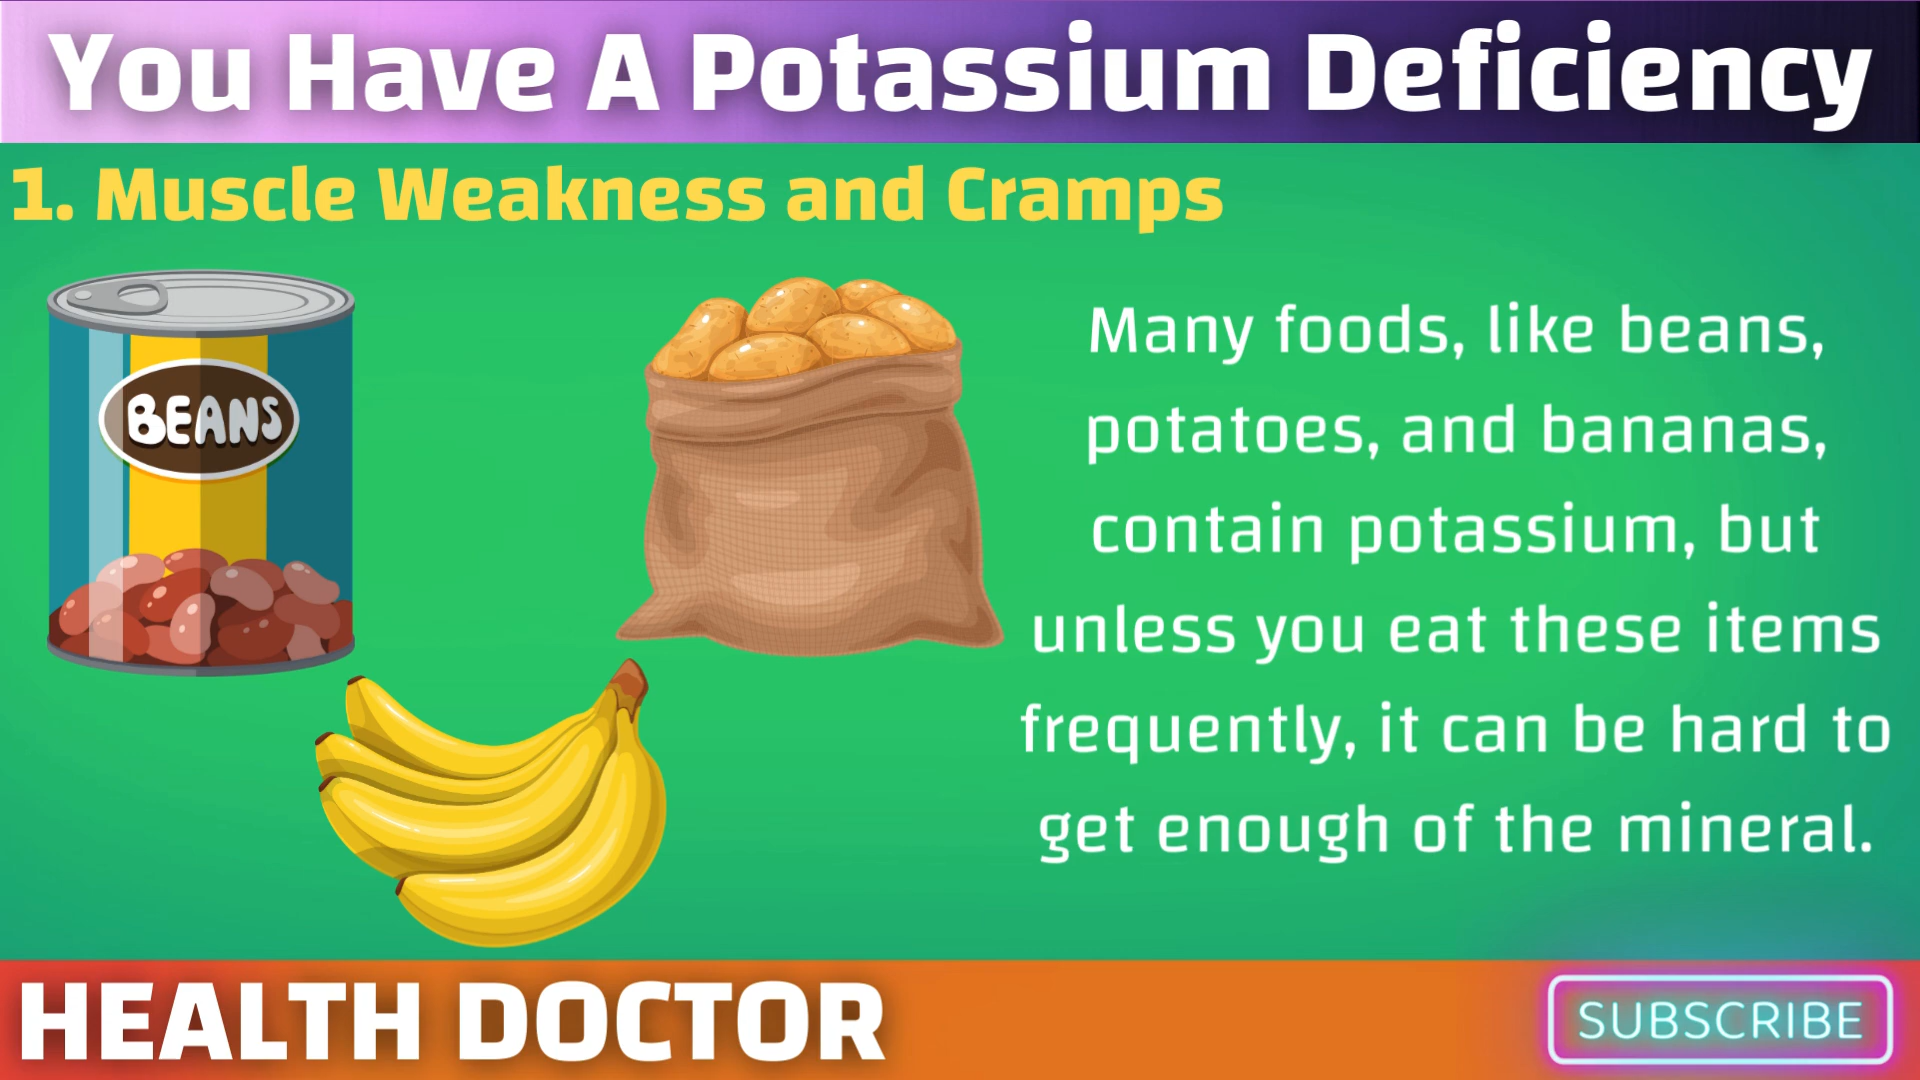 You Have A Potassium Deficiency
1. Muscle Weakness and Cramps
BEANS
Many foods, like beans,
potatoes, and bananas,
contain potassium, but
unless you eat these items
frequently, it can be hard to
get enough of the mineral.
HEALTH DOCTOR
SUBSCRIBE